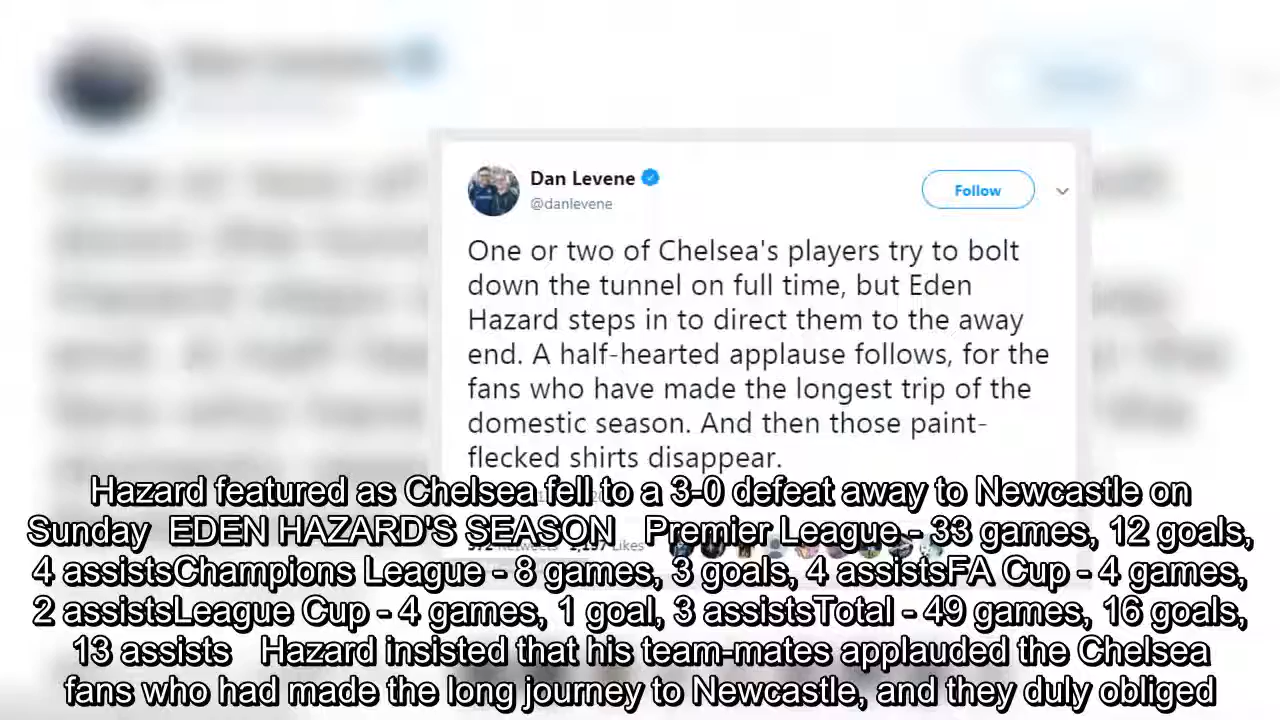 Dan Levene
@danlevene
Follow
One or two of Chelsea's players try to bolt
down the tunnel on full time, but Eden
Hazard steps in to direct them to the away
end. A half-hearted applause follows, for the
fans who have made the longest trip of the
domestic season. And then those paint-
flecked shirts disappear.
Hazard featured as Chelsea fell to a 3-0 defeat away to Newcastle on
Sunday  EDEN HAZARD'S SEASON   Premier League - 33 games, 12 goals,
4 assistsChampions League - 8 games, 3 goals, 4 assistsFA Cup - 4 games,
2 assistsLeague Cup - 4 games, 1 goal, 3 assistsTotal - 49 games, 16 goals,
13 assists   Hazard insisted that his team-mates applauded the Chelsea
fans who had made the long journey to Newcastle, and they duly obliged